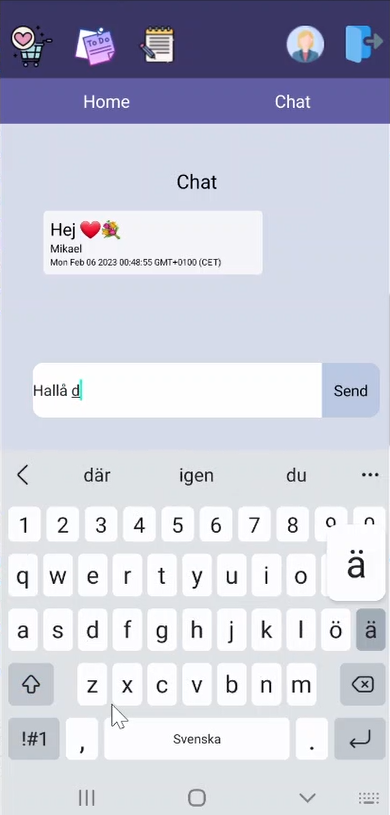 To Do
Home Chat
Chat
Hej ❤️💐
Mikael
Mon Feb 06 2023 00:48:55 GMT+0100 (CET)
Hallå d
Send
där igen du
1 2 3 4 5 6 7 8 9 0
ä
q w e r t y u i o
a s d f g h j k l ö ä
z x c v b n m
!#1 , Svenska .